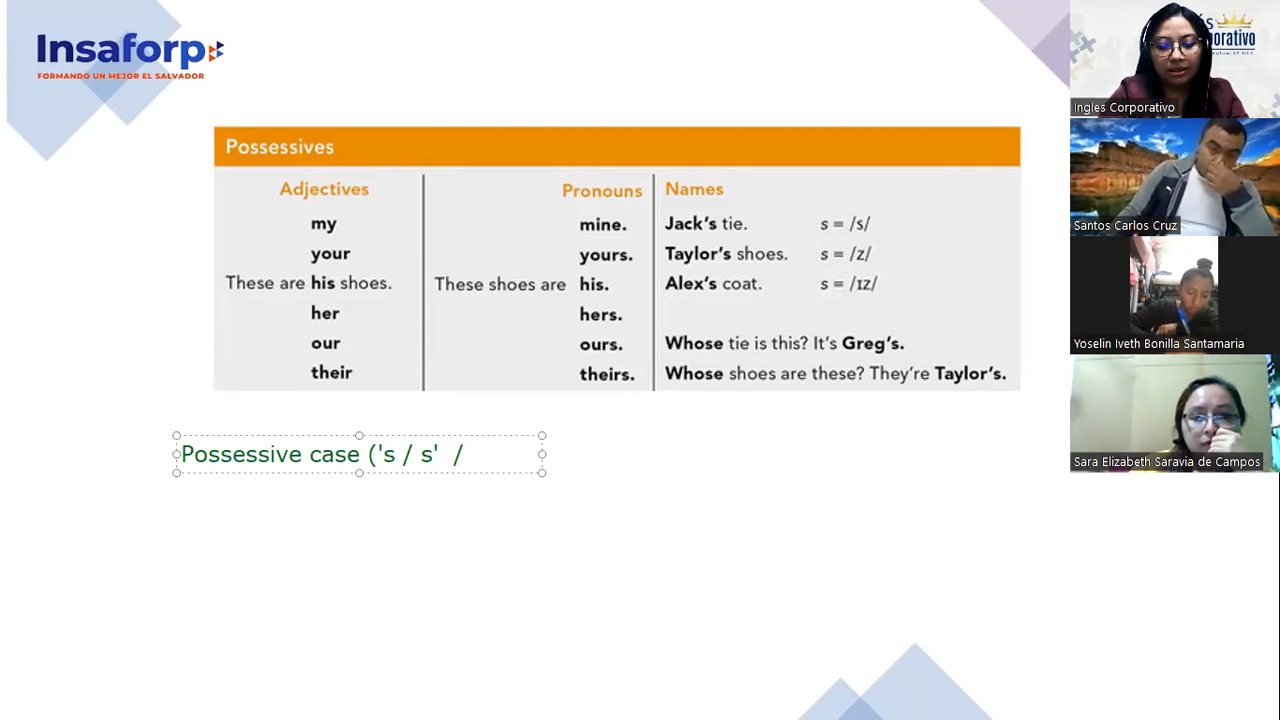 Insaforp
FORMANDO UN MEJOR EL SALVADOR
Possessives
Adjectives
my
your
These are his shoes.
her
our
their
Pronouns
mine.
yours.
These shoes are his.
hers.
ours.
theirs.
Names
Jack's tie. s = /s/
Taylor's shoes. s = /z/
Alex's coat. s = /ɪz/
Whose tie is this? It's Greg's.
Whose shoes are these? They're Taylor's.
Possessive case ('s / s' /
Ingles Corporativo
Santos Carlos Cruz
Yoselin Iveth Bonilla Santamaria
Sara Elizabeth Saravia de Campos